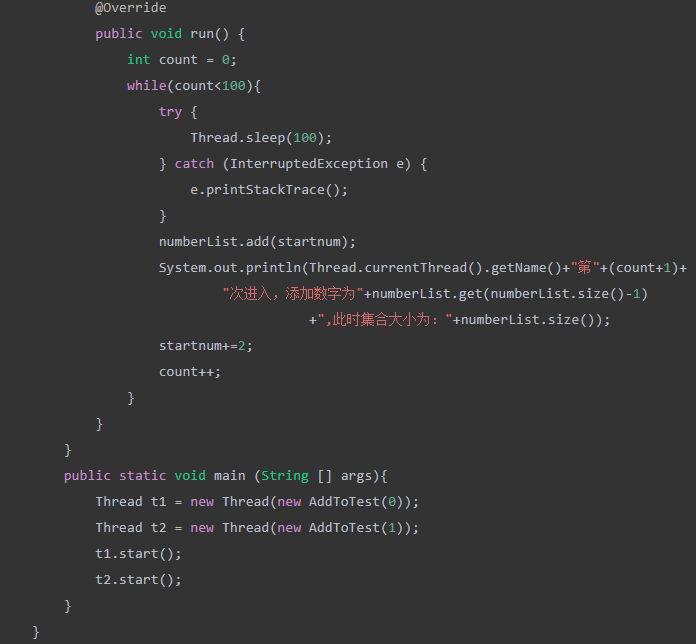 @Override
public void run() {
int count = 0;
while(count<100){
try {
Thread.sleep(100);
} catch (InterruptedException e) {
e.printStackTrace();
}
numberList.add(startnum);
System.out.println(Thread.currentThread().getName()+"第"+(count+1)+
"次进入，添加数字为"+numberList.get(numberList.size()-1)
+",此时集合大小为："+numberList.size());
startnum+=2;
count++;
}
}
}
public static void main (String [] args){
Thread t1 = new Thread(new AddToTest(0));
Thread t2 = new Thread(new AddToTest(1));
t1.start();
t2.start();
}
}